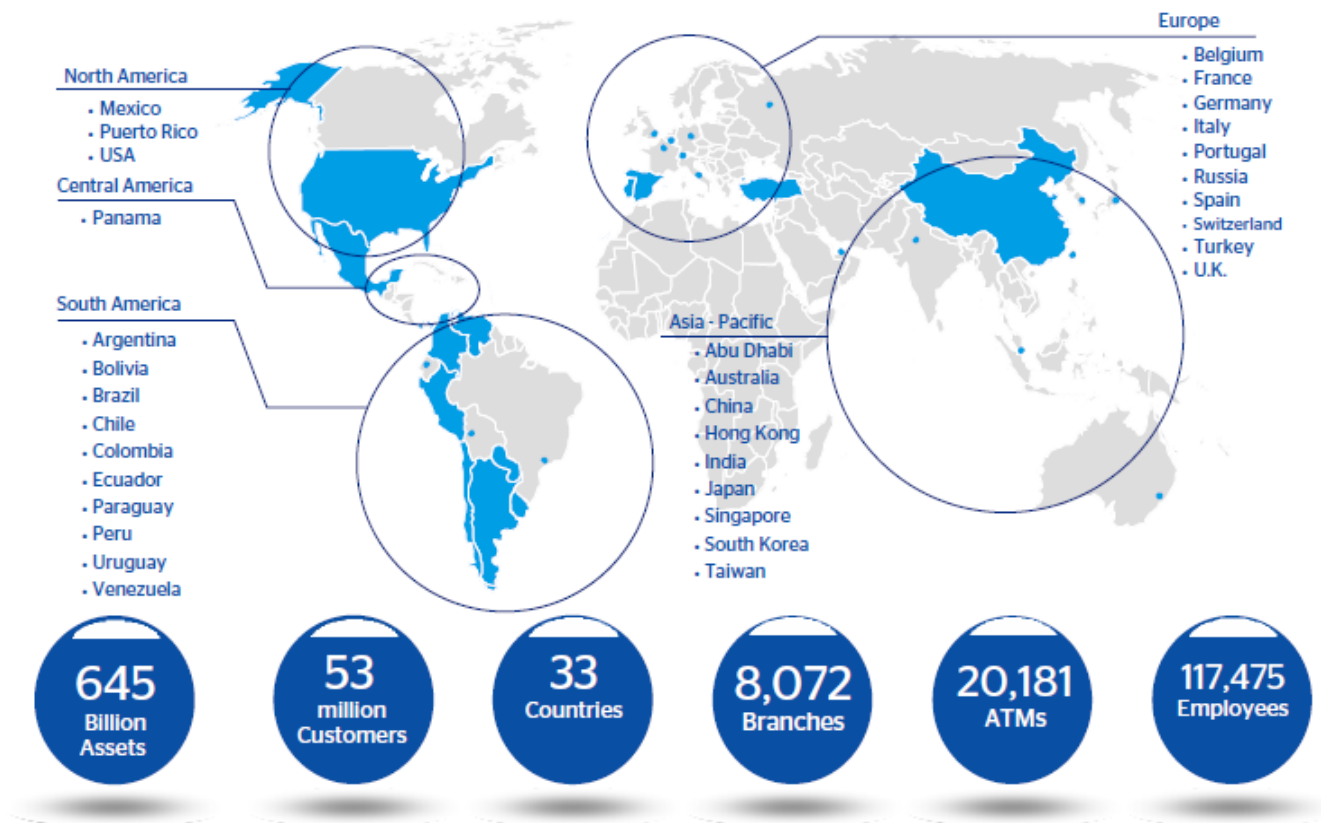 North America
• Mexico
• Puerto Rico
• USA
Central America
• Panama
South America
• Argentina
• Bolivia
• Brazil
• Chile
• Colombia
• Ecuador
• Paraguay
• Peru
• Uruguay
• Venezuela
Europe
• Belgium
• France
• Germany
• Italy
• Portugal
• Russia
• Spain
• Switzerland
• Turkey
• U.K.
Asia - Pacific
• Abu Dhabi
• Australia
• China
• Hong Kong
• India
• Japan
• Singapore
• South Korea
• Taiwan
645
Billion
Assets
53
million
Customers
33
Countries
8,072
Branches
20,181
ATMs
117,475
Employees